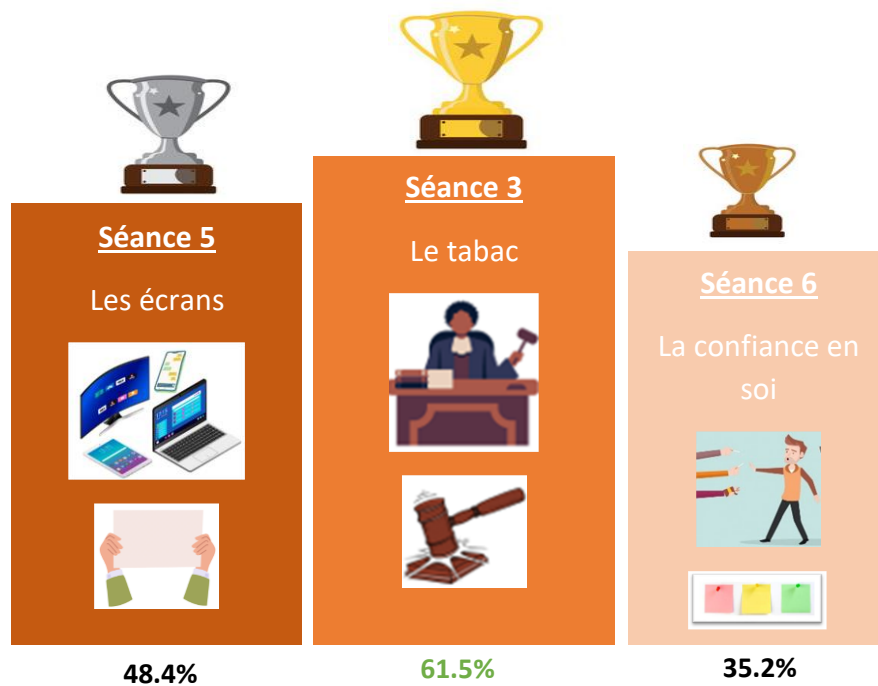 Séance 5
Les écrans
48.4%
Séance 3
Le tabac
61.5%
Séance 6
La confiance en
soi
35.2%